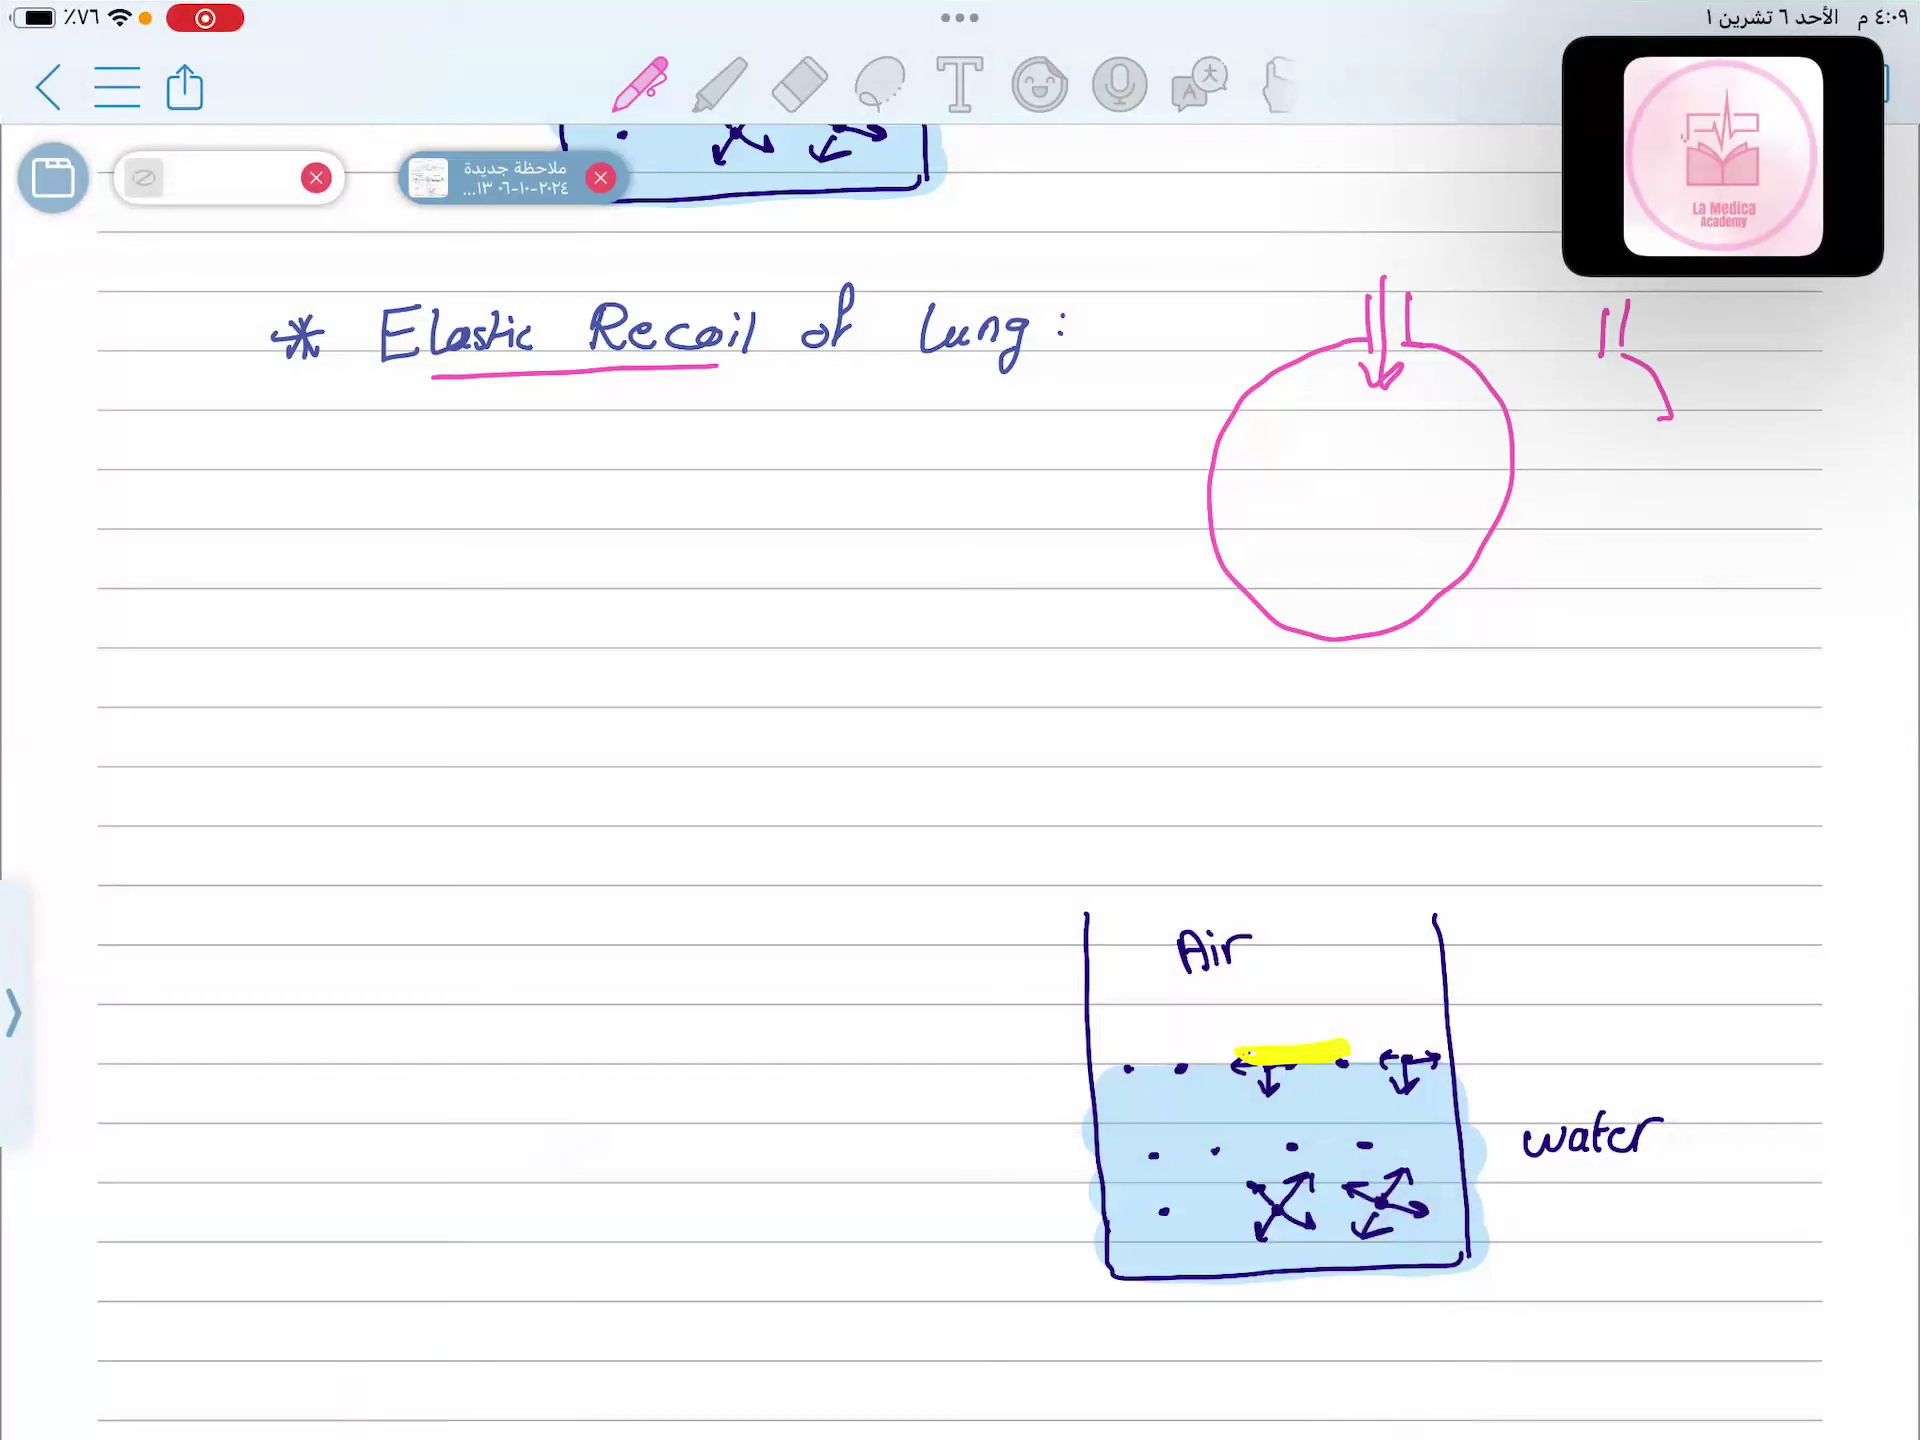 ٪٧٦
٤:٠٩ م الأحد ٦ تشرين ١
ملاحظة جديدة
٢٠٢٤-١٠-٠٦ ١٣...
La Medica
Academy
* Elastic Recoil of Lung:
Air
water